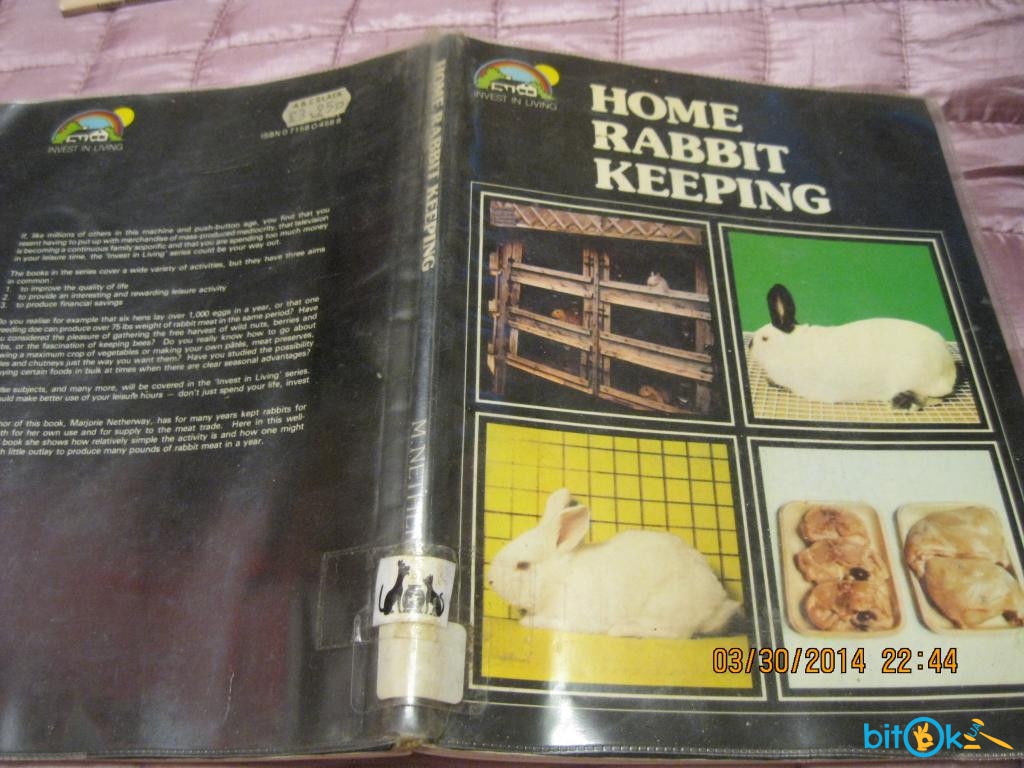 INVEST IN LIVING
A.B.C. SLAIX
£3.95p
ISBN 0 7158 0458 8
If, like millions of others in this machine and push-button age, you find that you
resent having to put up with merchandise of mass-produced mediocrity, that television
is becoming a continuous family soporific and that you are spending too much money
in your leisure time, the 'Invest in Living' series could be your way out.
The books in the series cover a wide variety of activities, but they have three aims
in common:
1. to improve the quality of life
2. to provide an interesting and rewarding leisure activity
3. to produce financial savings
Do you realise for example that six hens lay over 1,000 eggs in a year, or that one
eeding doe can produce over 75 lbs weight of rabbit meat in the same period? Have
u considered the pleasure of gathering the free harvest of wild nuts, berries and
bs, or the fascination of keeping bees? Do you really know how to go about
wing a maximum crop of vegetables or making your own pâtés, meat preserves
les and chutneys just the way you want them? Have you studied the possibility
ying certain foods in bulk at times when there are clear seasonal advantages?
se subjects, and many more, will be covered in the 'Invest in Living' series.
ould make better use of your leisure hours — don't just spend your life, invest
hor of this book, Marjorie Netherway, has for many years kept rabbits for
th for her own use and for supply to the meat trade. Here in this well-
book she shows how relatively simple the activity is and how one might
h little outlay to produce many pounds of rabbit meat in a year.
HOME RABBIT KEEPING
M. NETHE
INVEST IN LIVING
HOME
RABBIT
KEEPING
03/30/2014 22:44
bitOk.UA